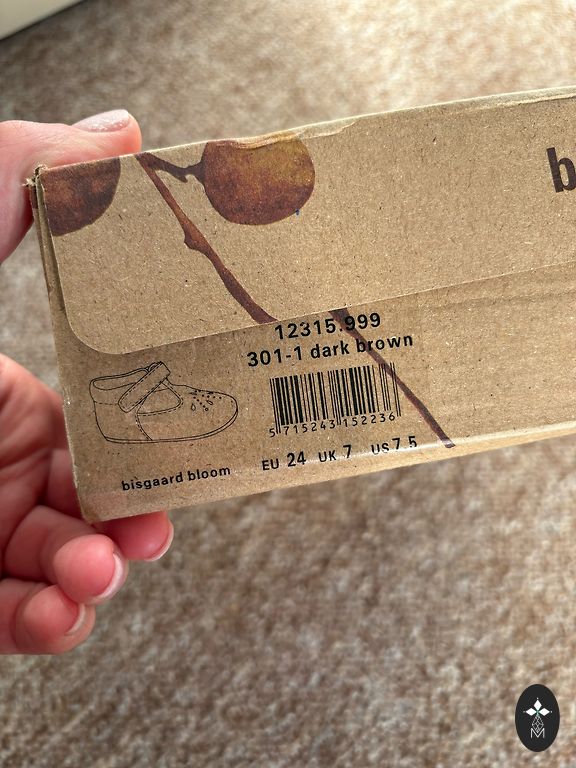 b
12315.999
301-1 dark brown
5 715243 152236
EU 24 UK 7 US 7.5
bisgaard bloom
M